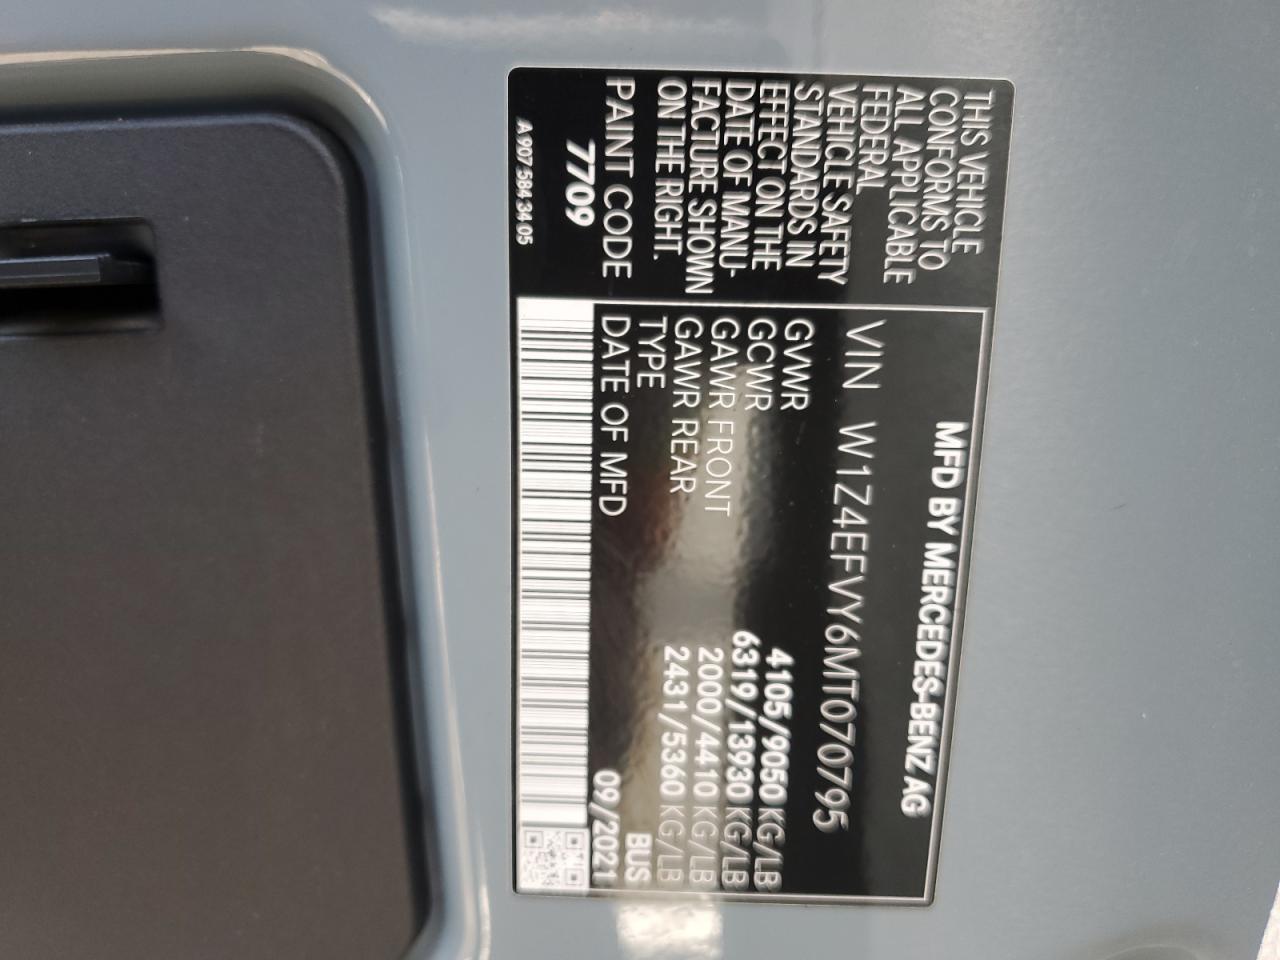 THIS VEHICLE
CONFORMS TO
ALL APPLICABLE
FEDERAL
VEHICLE SAFETY
STANDARDS IN
EFFECT ON THE
DATE OF MANU-
FACTURE SHOWN
ON THE RIGHT.
PAINT CODE
7709
A 907 584 34 05
MFD BY MERCEDES-BENZ AG
VIN W1Z4EFVY6MT070795
GVWR 4105/9050 KG/LB
GCWR 6319/13930 KG/LB
GAWR FRONT 2000/4410 KG/LB
GAWR REAR 2431/5360 KG/LB
TYPE BUS
DATE OF MFD 09/2021